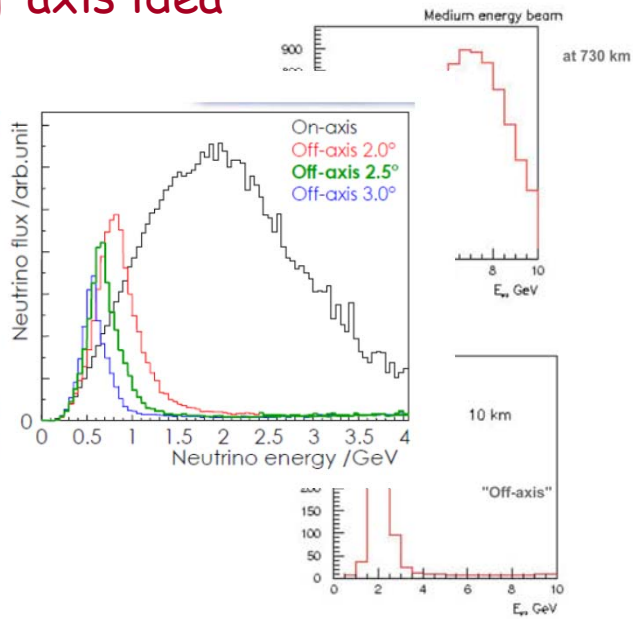 axis idea
Medium energy beam
900
at 730 km
On-axis
Off-axis 2.0°
Off-axis 2.5°
Off-axis 3.0°
Neutrino flux /arb.unit
0
0 0.5 1 1.5 2 2.5 3 3.5 4
Neutrino energy /GeV
8 10
GeV
10 km
"Off-axis"
150
100
50
0
0 2 4 6 8 10
GeV